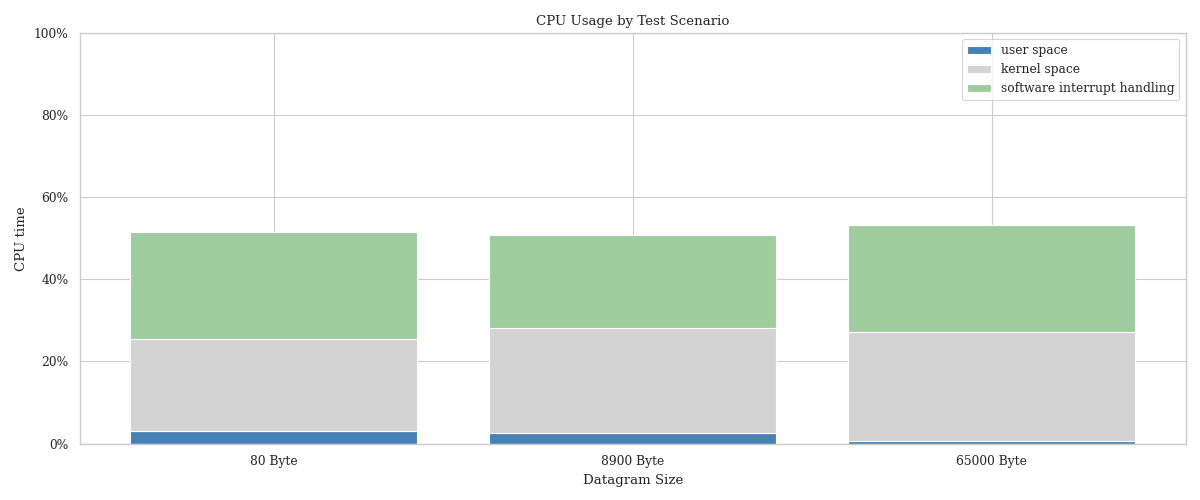 CPU Usage by Test Scenario
100%
80%
60%
40%
20%
0%
CPU time
user space
kernel space
software interrupt handling
80 Byte
8900 Byte
65000 Byte
Datagram Size